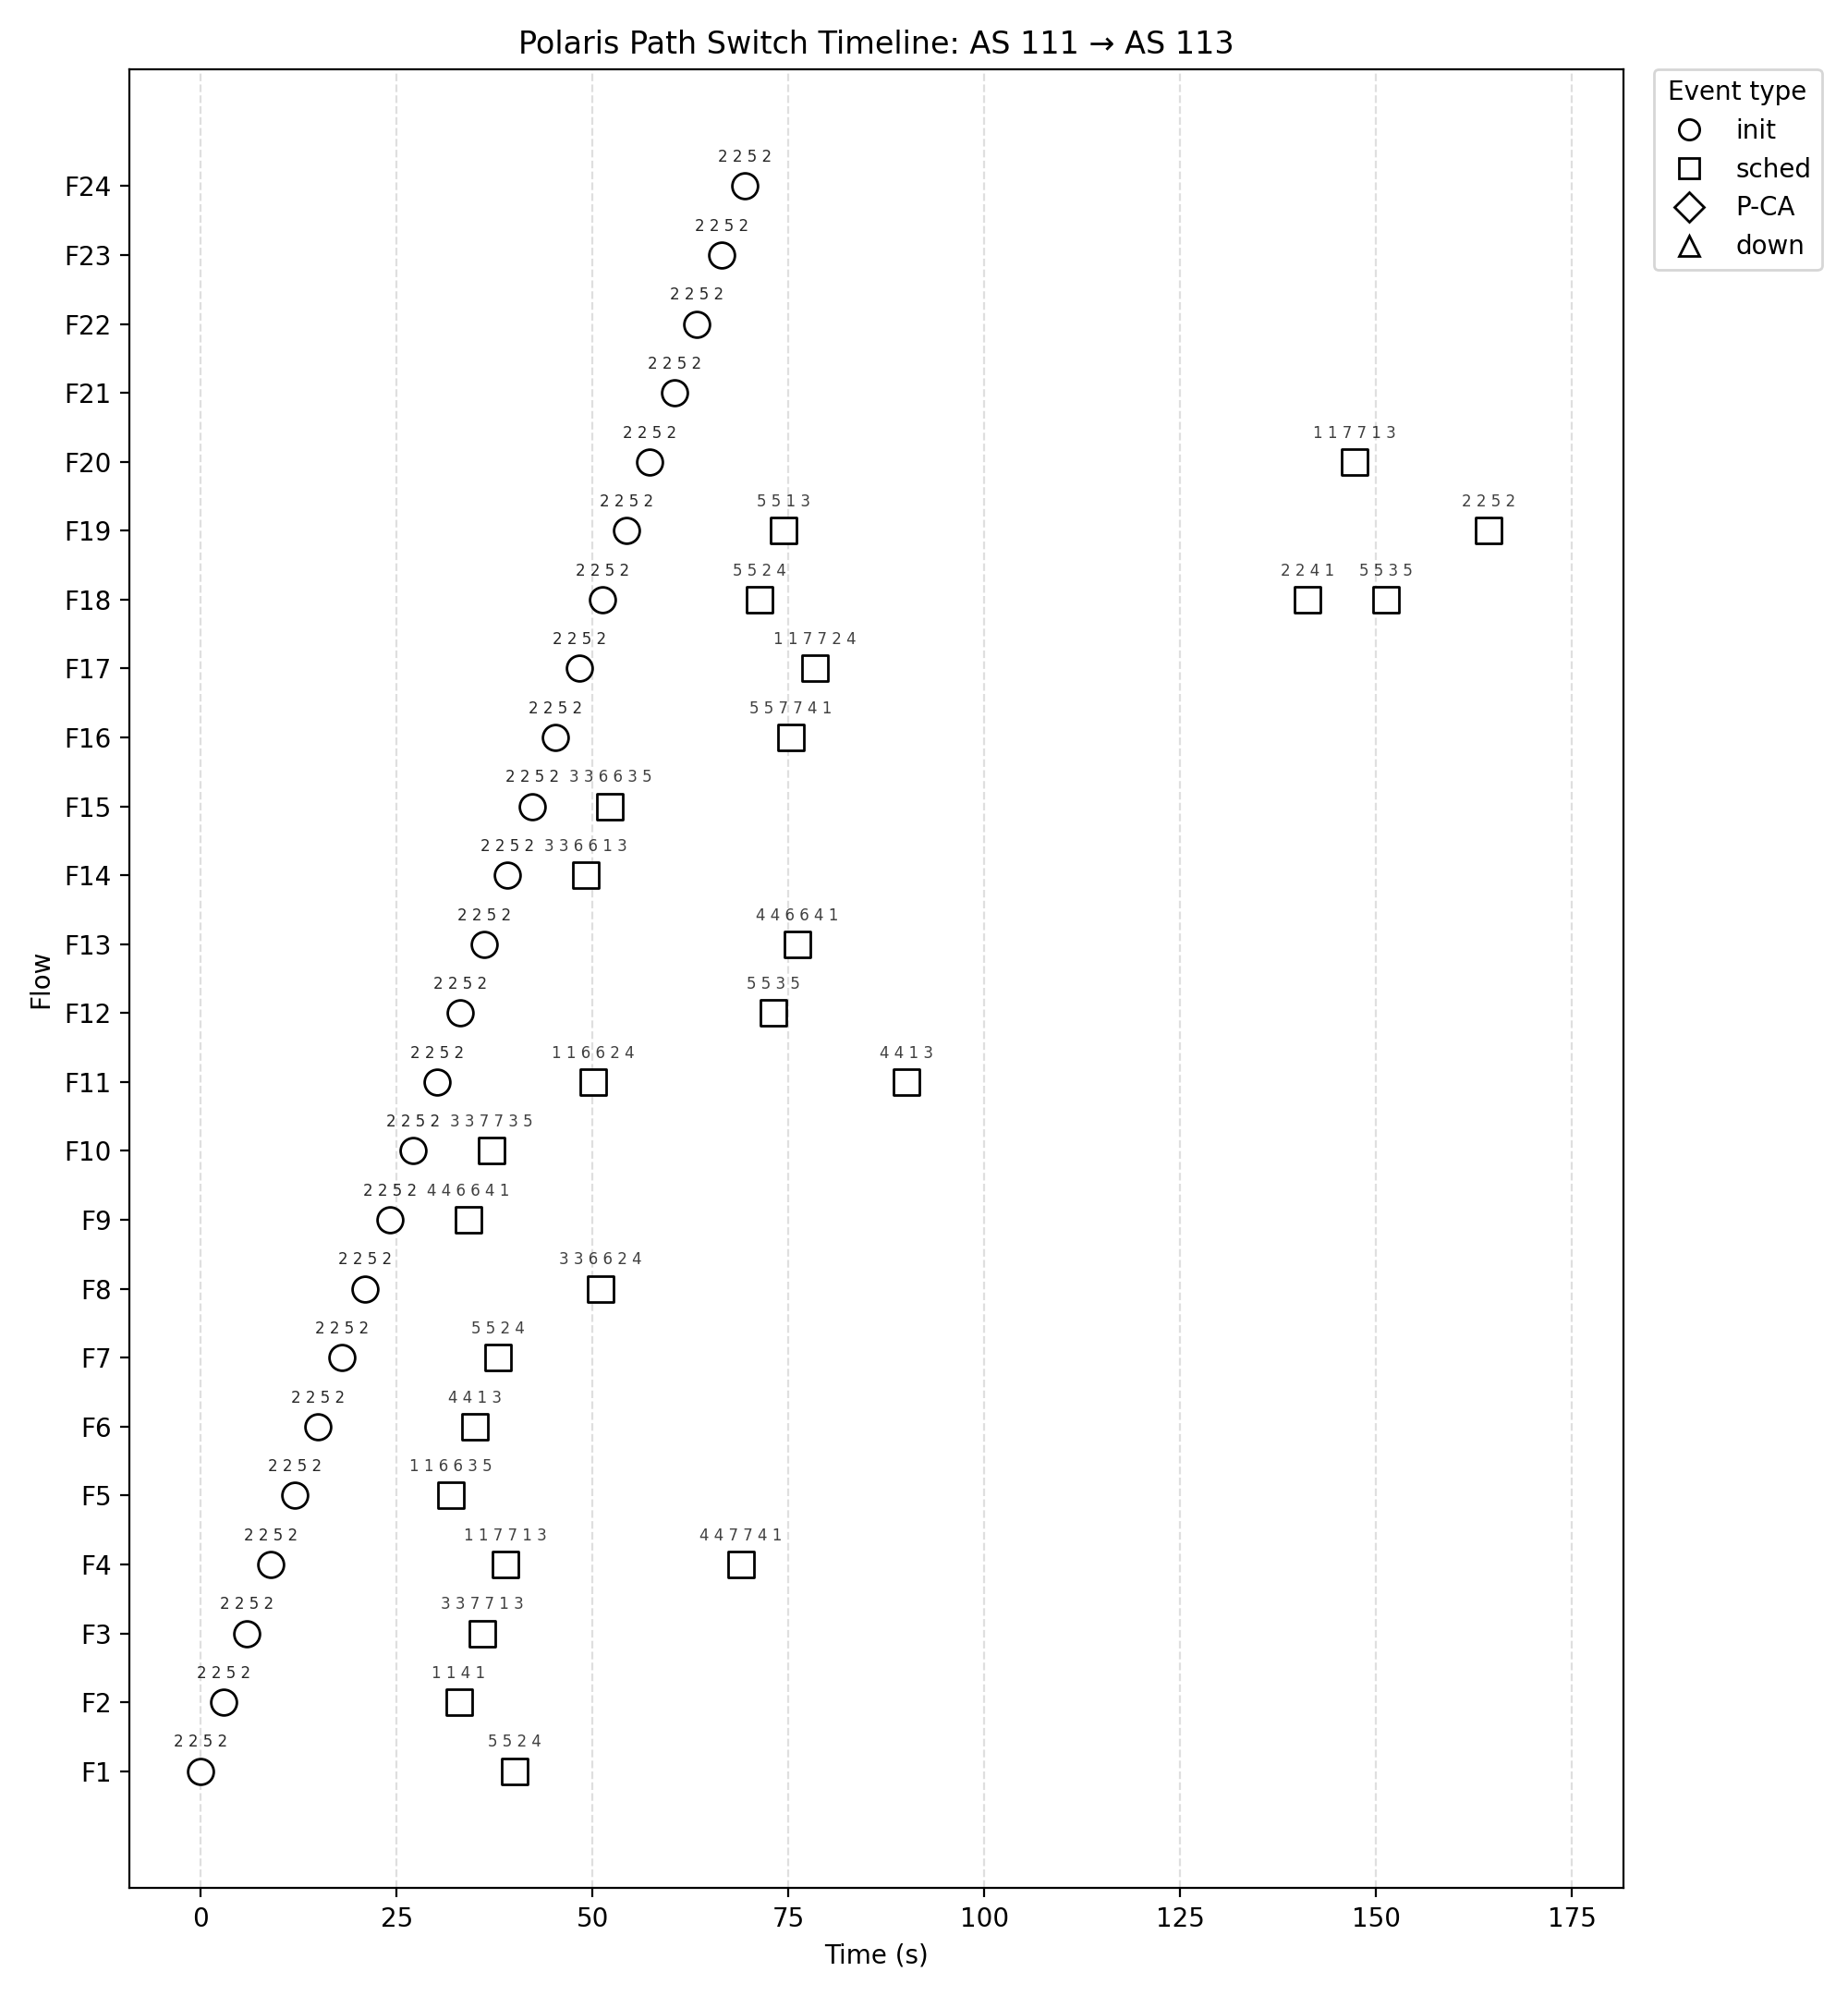 Polaris Path Switch Timeline: AS 111 → AS 113
Event type
init
sched
P-CA
down
2 2 5 2
F24
2 2 5 2
F23
2 2 5 2
F22
2 2 5 2
F21
2 2 5 2 1 1 7 7 1 3
F20
2 2 5 2 5 5 1 3 2 2 5 2
F19
2 2 5 2 5 5 2 4 2 2 4 1 5 5 3 5
F18
2 2 5 2 1 1 7 7 2 4
F17
2 2 5 2 5 5 7 7 4 1
F16
2 2 5 2 3 3 6 6 3 5
F15
2 2 5 2 3 3 6 6 1 3
F14
2 2 5 2 4 4 6 6 4 1
F13
2 2 5 2 5 5 3 5
F12
2 2 5 2 1 1 6 6 2 4 4 4 1 3
F11
2 2 5 2 3 3 7 7 3 5
F10
2 2 5 2 4 4 6 6 4 1
F9
2 2 5 2 3 3 6 6 2 4
F8
2 2 5 2 5 5 2 4
F7
2 2 5 2 4 4 1 3
F6
2 2 5 2 1 1 6 6 3 5
F5
2 2 5 2 1 1 7 7 1 3 4 4 7 7 4 1
F4
2 2 5 2 3 3 7 7 1 3
F3
2 2 5 2 1 1 4 1
F2
2 2 5 2 5 5 2 4
F1
Flow
0 25 50 75 100 125 150 175
Time (s)